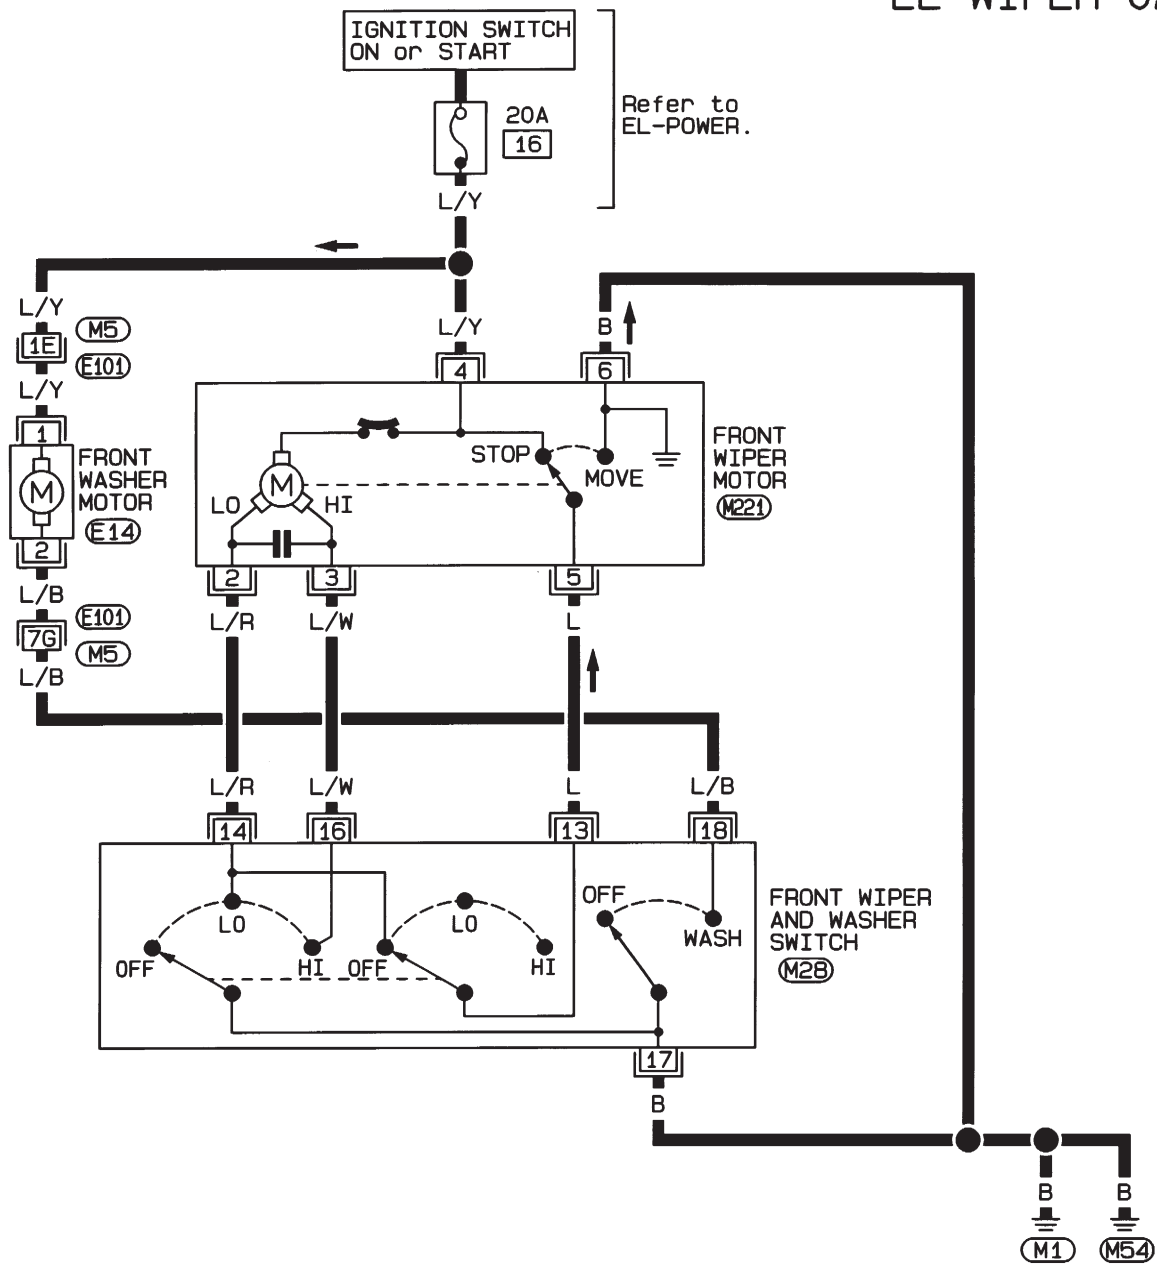 IGNITION SWITCH
ON or START
20A
16
Refer to
EL-POWER.
L/Y
L/Y
L/Y
B
1E
M5
E101
4
6
L/Y
1
M
FRONT
WASHER
MOTOR
E14
2
STOP
MOVE
M
LO
HI
FRONT
WIPER
MOTOR
M221
2
3
5
L/B
E101
7G
M5
L/B
L/R
L/W
L
L/R
L/W
L
L/B
14
16
13
18
LO
OFF
HI
LO
OFF
HI
OFF
WASH
FRONT WIPER
AND WASHER
SWITCH
M28
17
B
B
B
M1
M54